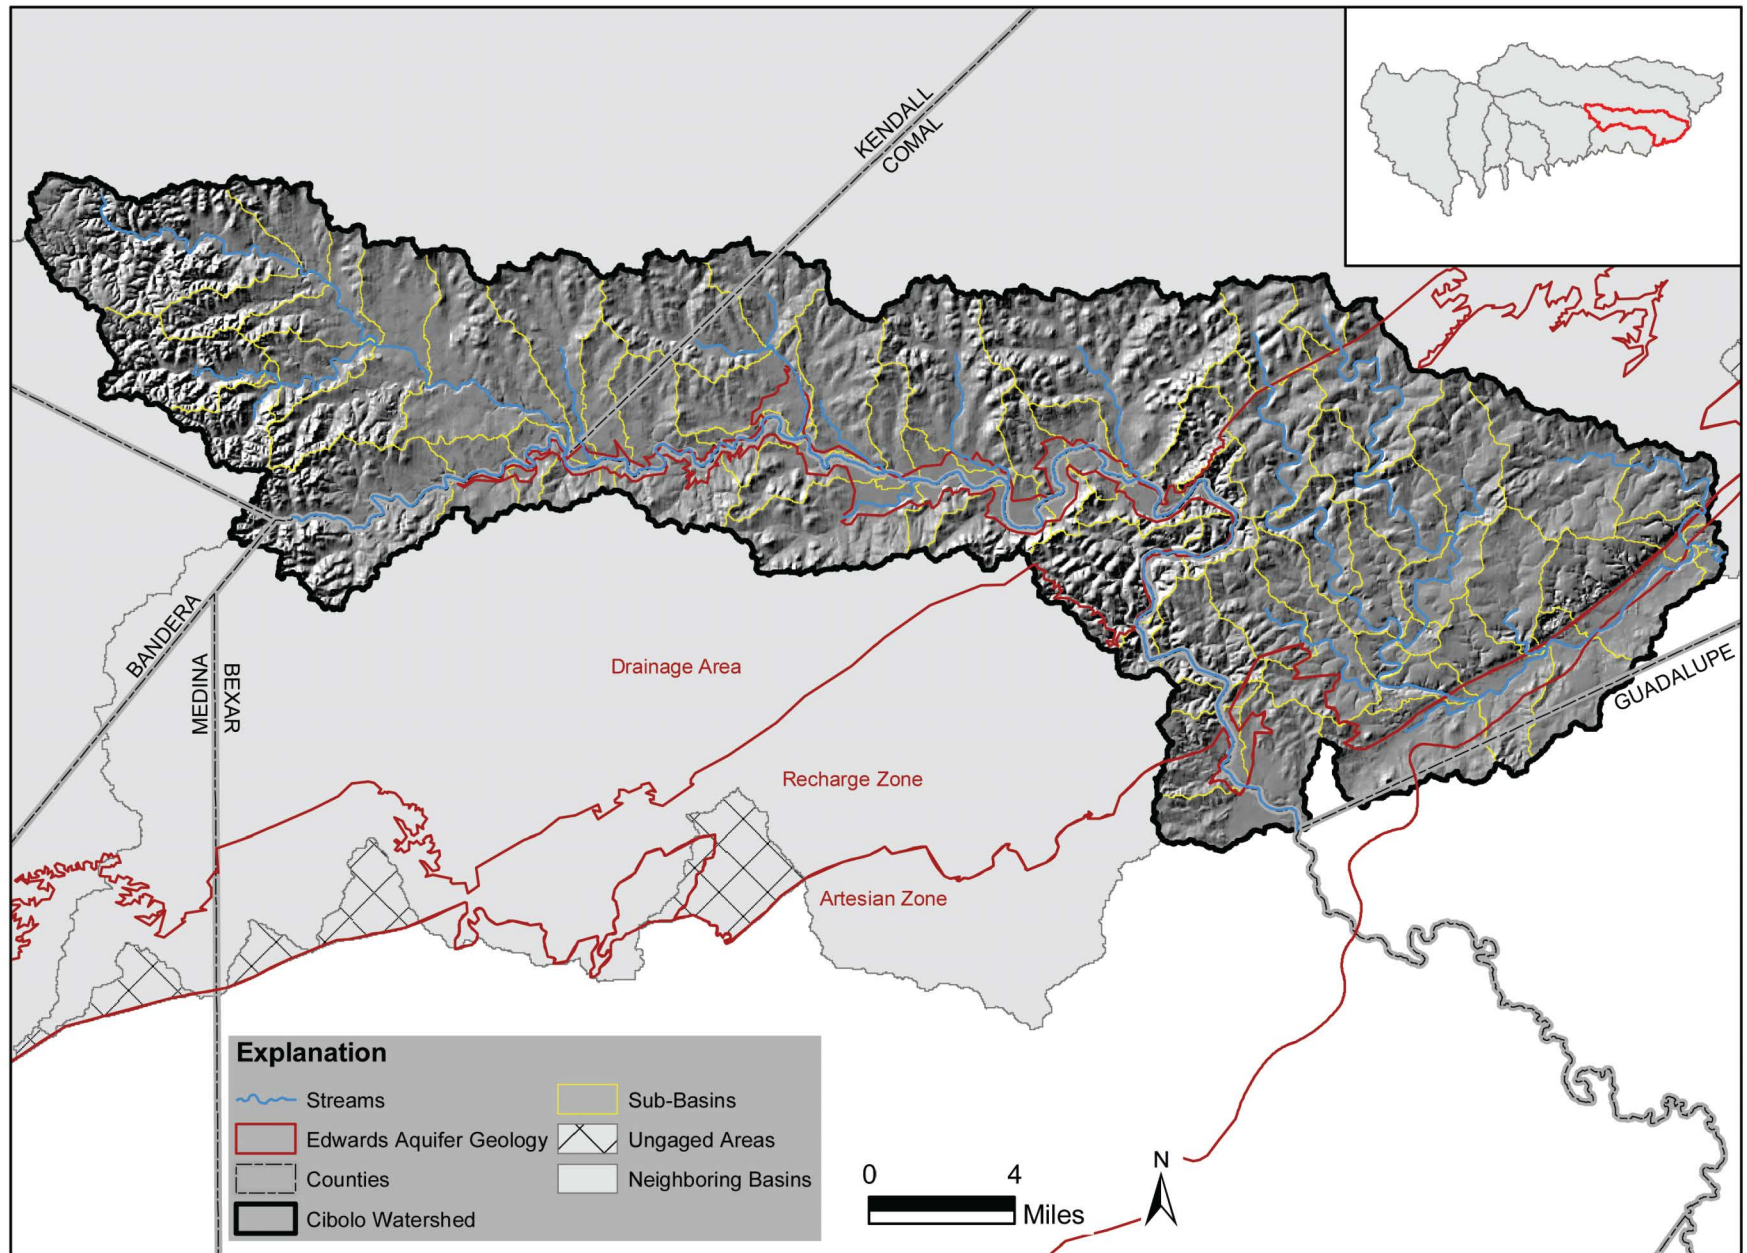 KENDALL
COMAL
BANDERA
MEDINA
BEXAR
GUADALUPE
Drainage Area
Recharge Zone
Artesian Zone
Explanation
Streams
Edwards Aquifer Geology
Counties
Cibolo Watershed
Sub-Basins
Ungaged Areas
Neighboring Basins
0 4
Miles
N